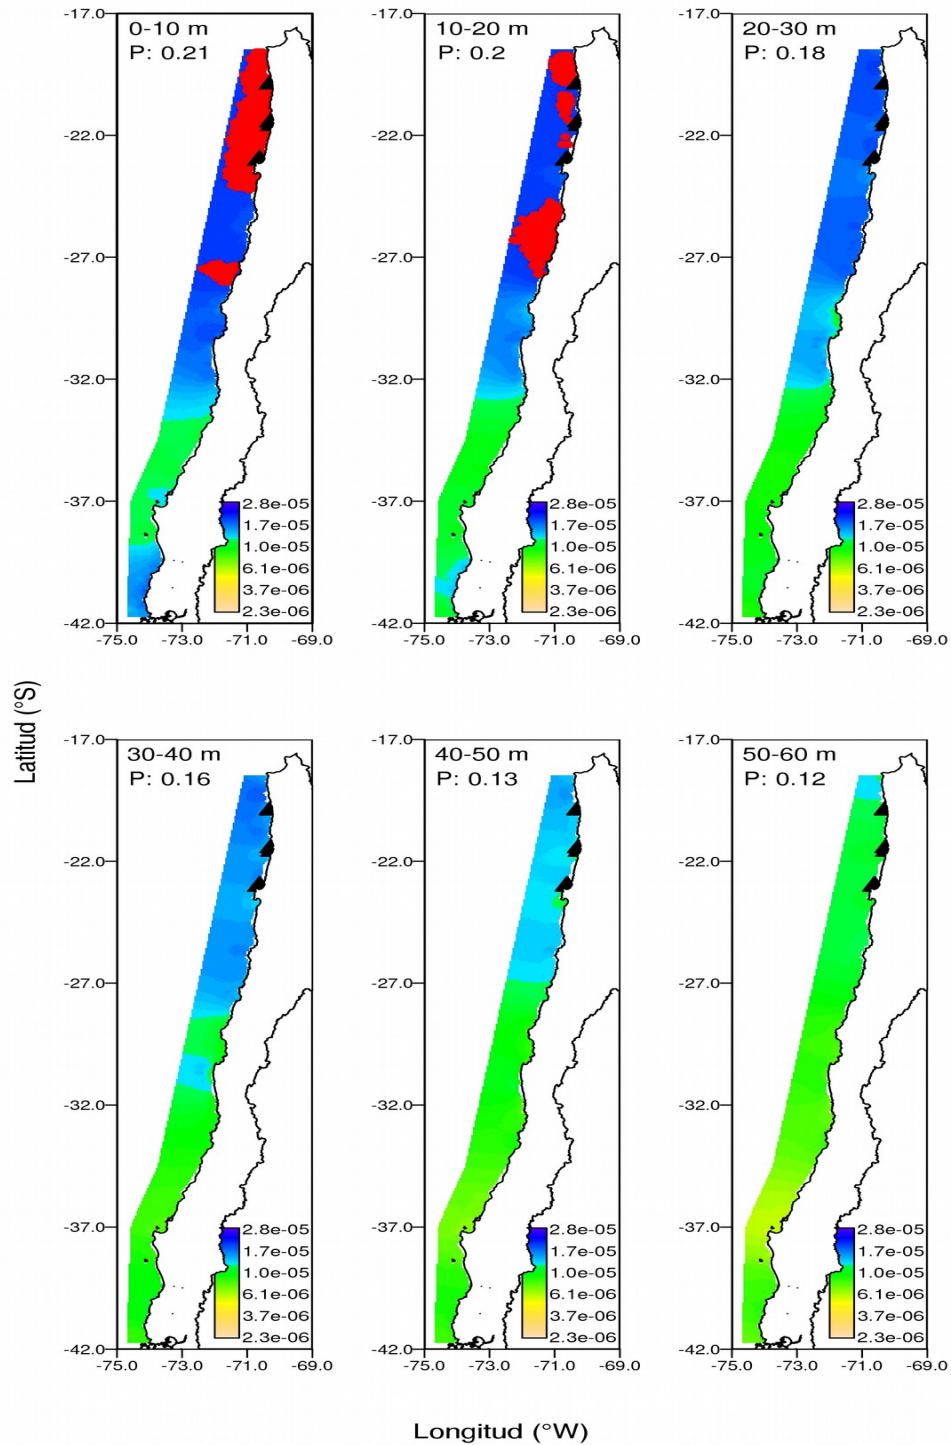 0-10 m
P: 0.21
10-20 m
P: 0.2
20-30 m
P: 0.18
-17.0
-22.0
-27.0
-32.0
-37.0
-42.0
-17.0
-22.0
-27.0
-32.0
-37.0
-42.0
-17.0
-22.0
-27.0
-32.0
-37.0
-42.0
2.8e-05
1.7e-05
1.0e-05
6.1e-06
3.7e-06
2.3e-06
2.8e-05
1.7e-05
1.0e-05
6.1e-06
3.7e-06
2.3e-06
2.8e-05
1.7e-05
1.0e-05
6.1e-06
3.7e-06
2.3e-06
-75.0 -73.0 -71.0 -69.0
-75.0 -73.0 -71.0 -69.0
-75.0 -73.0 -71.0 -69.0
Latitud (°S)
30-40 m
P: 0.16
40-50 m
P: 0.13
50-60 m
P: 0.12
-17.0
-22.0
-27.0
-32.0
-37.0
-42.0
-17.0
-22.0
-27.0
-32.0
-37.0
-42.0
-17.0
-22.0
-27.0
-32.0
-37.0
-42.0
2.8e-05
1.7e-05
1.0e-05
6.1e-06
3.7e-06
2.3e-06
2.8e-05
1.7e-05
1.0e-05
6.1e-06
3.7e-06
2.3e-06
2.8e-05
1.7e-05
1.0e-05
6.1e-06
3.7e-06
2.3e-06
-75.0 -73.0 -71.0 -69.0
-75.0 -73.0 -71.0 -69.0
-75.0 -73.0 -71.0 -69.0
Longitud (°W)